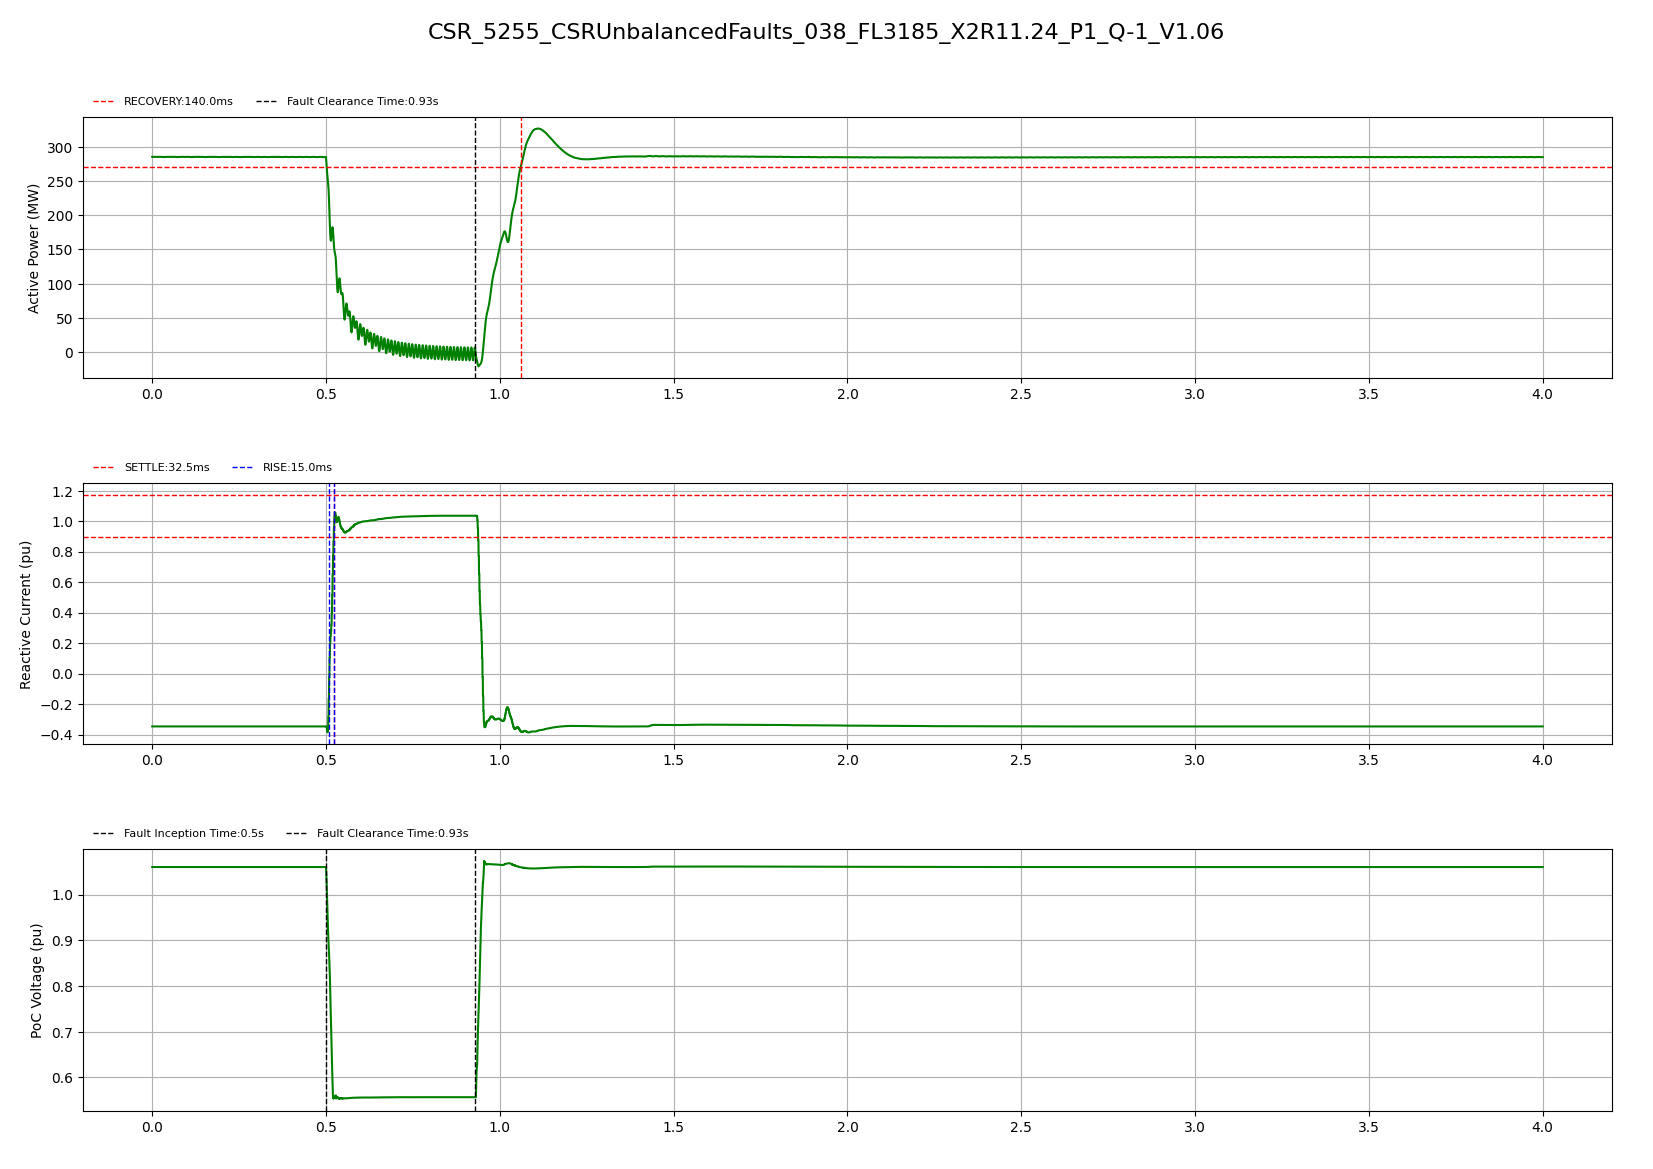 CSR_5255_CSRUnbalancedFaults_038_FL3185_X2R11.24_P1_Q-1_V1.06
RECOVERY:140.0ms Fault Clearance Time:0.93s
Active Power (MW)
300
250
200
150
100
50
0
0.0 0.5 1.0 1.5 2.0 2.5 3.0 3.5 4.0
SETTLE:32.5ms RISE:15.0ms
Reactive Current (pu)
1.2
1.0
0.8
0.6
0.4
0.2
0.0
−0.2
−0.4
0.0 0.5 1.0 1.5 2.0 2.5 3.0 3.5 4.0
Fault Inception Time:0.5s Fault Clearance Time:0.93s
PoC Voltage (pu)
1.0
0.9
0.8
0.7
0.6
0.0 0.5 1.0 1.5 2.0 2.5 3.0 3.5 4.0